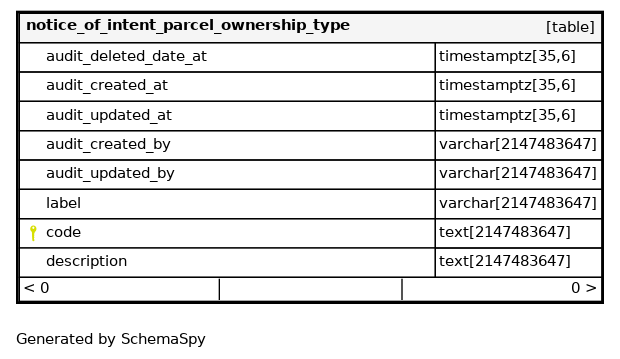 notice_of_intent_parcel_ownership_type [table]
audit_deleted_date_at timestamptz[35,6]
audit_created_at timestamptz[35,6]
audit_updated_at timestamptz[35,6]
audit_created_by varchar[2147483647]
audit_updated_by varchar[2147483647]
label varchar[2147483647]
code text[2147483647]
description text[2147483647]
< 0 0 >
Generated by SchemaSpy